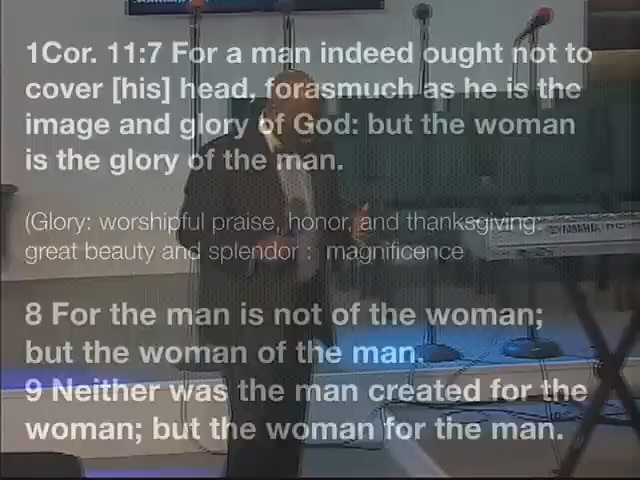 1Cor. 11:7 For a man indeed ought not to
cover [his] head, forasmuch as he is the
image and glory of God: but the woman
is the glory of the man.
(Glory: worshipful praise, honor, and thanksgiving:
great beauty and splendor : magnificence
8 For the man is not of the woman;
but the woman of the man.
9 Neither was the man created for the
woman; but the woman for the man.
YAMAHA